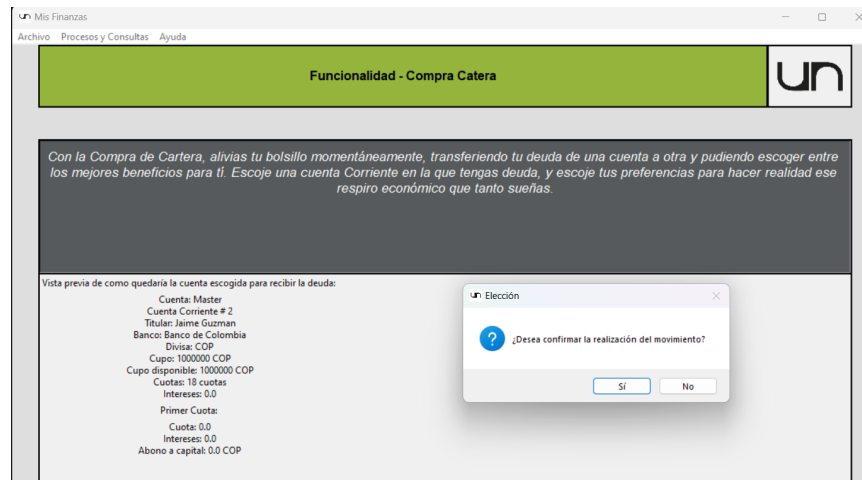 un Mis Finanzas
Archivo Procesos y Consultas Ayuda
Funcionalidad - Compra Catera
un
Con la Compra de Cartera, alivias tu bolsillo momentáneamente, transferiendo tu deuda de una cuenta a otra y pudiendo escoger entre
los mejores beneficios para tí. Escoje una cuenta Corriente en la que tengas deuda, y escoje tus preferencias para hacer realidad ese
respiro económico que tanto sueñas.
Vista previa de como quedaría la cuenta escogida para recibir la deuda:
Cuenta: Master
Cuenta Corriente # 2
Titular: Jaime Guzman
Banco: Banco de Colombia
Divisa: COP
Cupo: 1000000 COP
Cupo disponible: 1000000 COP
Cuotas: 18 cuotas
Intereses: 0.0
Primer Cuota:
Cuota: 0.0
Intereses: 0.0
Abono a capital: 0.0 COP
un Elección
¿Desea confirmar la realización del movimiento?
Sí No